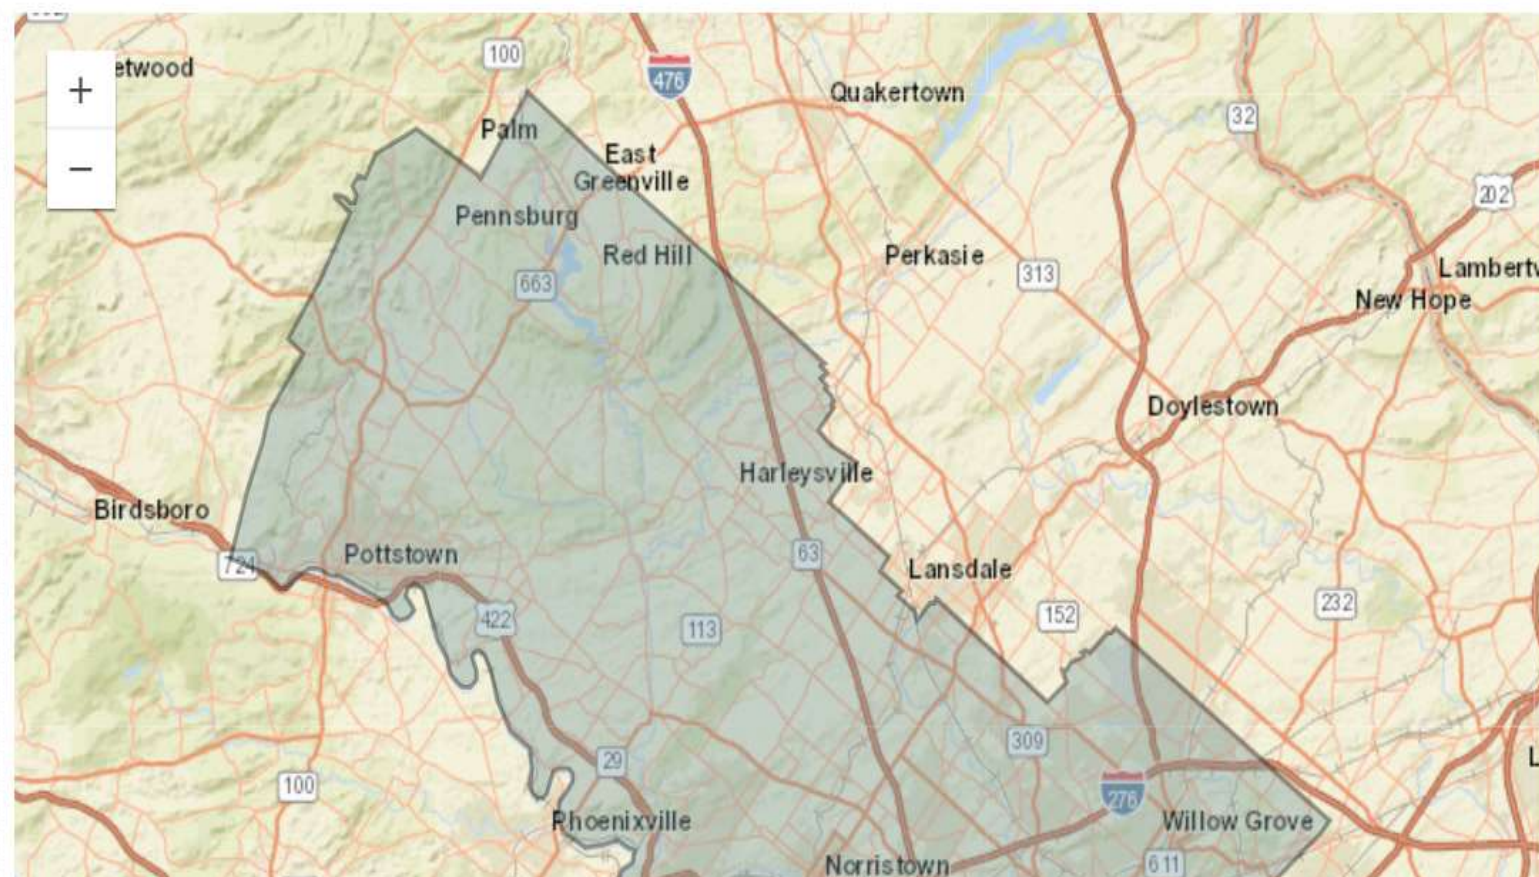 etwood
100
476
Quakertown
32
Palm
East
Greenville
202
Pennsburg
Red Hill
Perkasie
313
Lambertv
663
New Hope
Doylestown
Harleysville
Birdsboro
724
Pottstown
63
Lansdale
422
113
152
232
309
29
100
276
L
Phoenixville
Willow Grove
Norristown
611
+
−